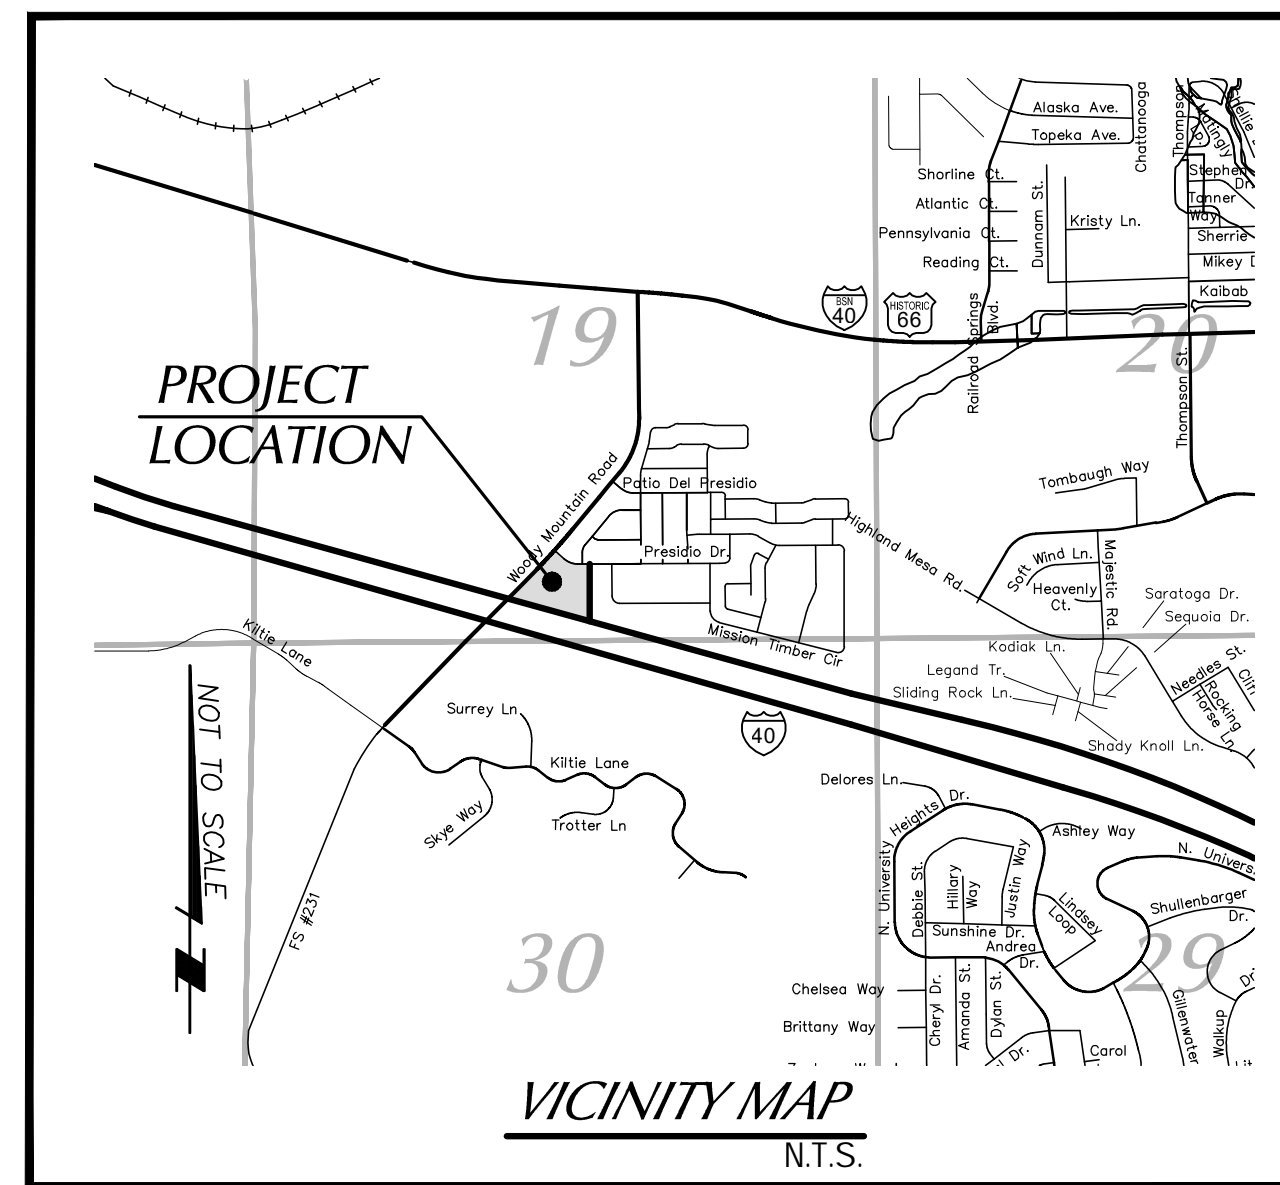 Alaska Ave.
Topeka Ave.
Chattanooga
Thompson
Mattingly
Lp.
Shorline Ct.
Atlantic Ct.
Pennsylvania Ct.
Reading Ct.
Dunnam St.
Kristy Ln.
Stephen
Dr.
Tanner
Way
Sherrie
Mikey D
Kaibab
BSN
40
HISTORIC
66
Railroad Springs
Blvd.
19
20
PROJECT
LOCATION
Thompson St.
Woody Mountain Road
Patio Del Presidio
Presidio Dr.
Mission Timber Cir
Highland Mesa Rd.
Tombaugh Way
Soft Wind Ln.
Heavenly
Ct.
Majestic Rd.
Saratoga Dr.
Sequoia Dr.
Kodiak Ln.
Legand Tr.
Sliding Rock Ln.
Shady Knoll Ln.
Needles St.
Rocking
Horse Ln.
Kiltie Lane
NOT TO SCALE
Surrey Ln.
Kiltie Lane
Skye Way
Trotter Ln
40
FS #231
Delores Ln.
N. University Heights Dr.
Ashley Way
N. Univers
Debbie St.
Hillary
Way
Justin Way
Lindsey
Loop
Shullenbarger
Dr.
Sunshine Dr.
Andrea
Dr.
30
29
Chelsea Way
Brittany Way
Cheryl Dr.
Amanda St.
Dylan St.
Dr.
Carol
Gillenwater
Walkup
Dr.
VICINITY MAP
N.T.S.